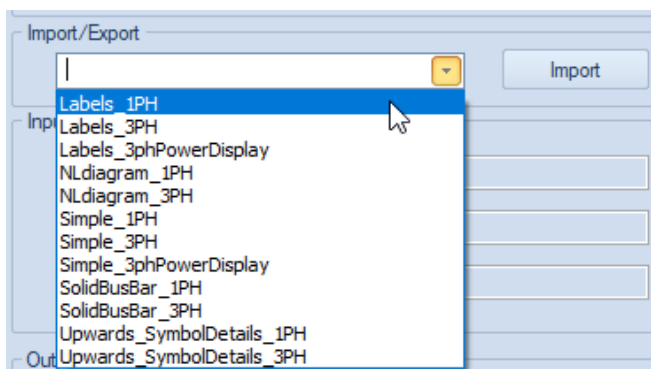 Import/Export
Import
Labels_1PH
Labels_3PH
Labels_3phPowerDisplay
NLdiagram_1PH
NLdiagram_3PH
Simple_1PH
Simple_3PH
Simple_3phPowerDisplay
SolidBusBar_1PH
SolidBusBar_3PH
Upwards_SymbolDetails_1PH
Upwards_SymbolDetails_3PH